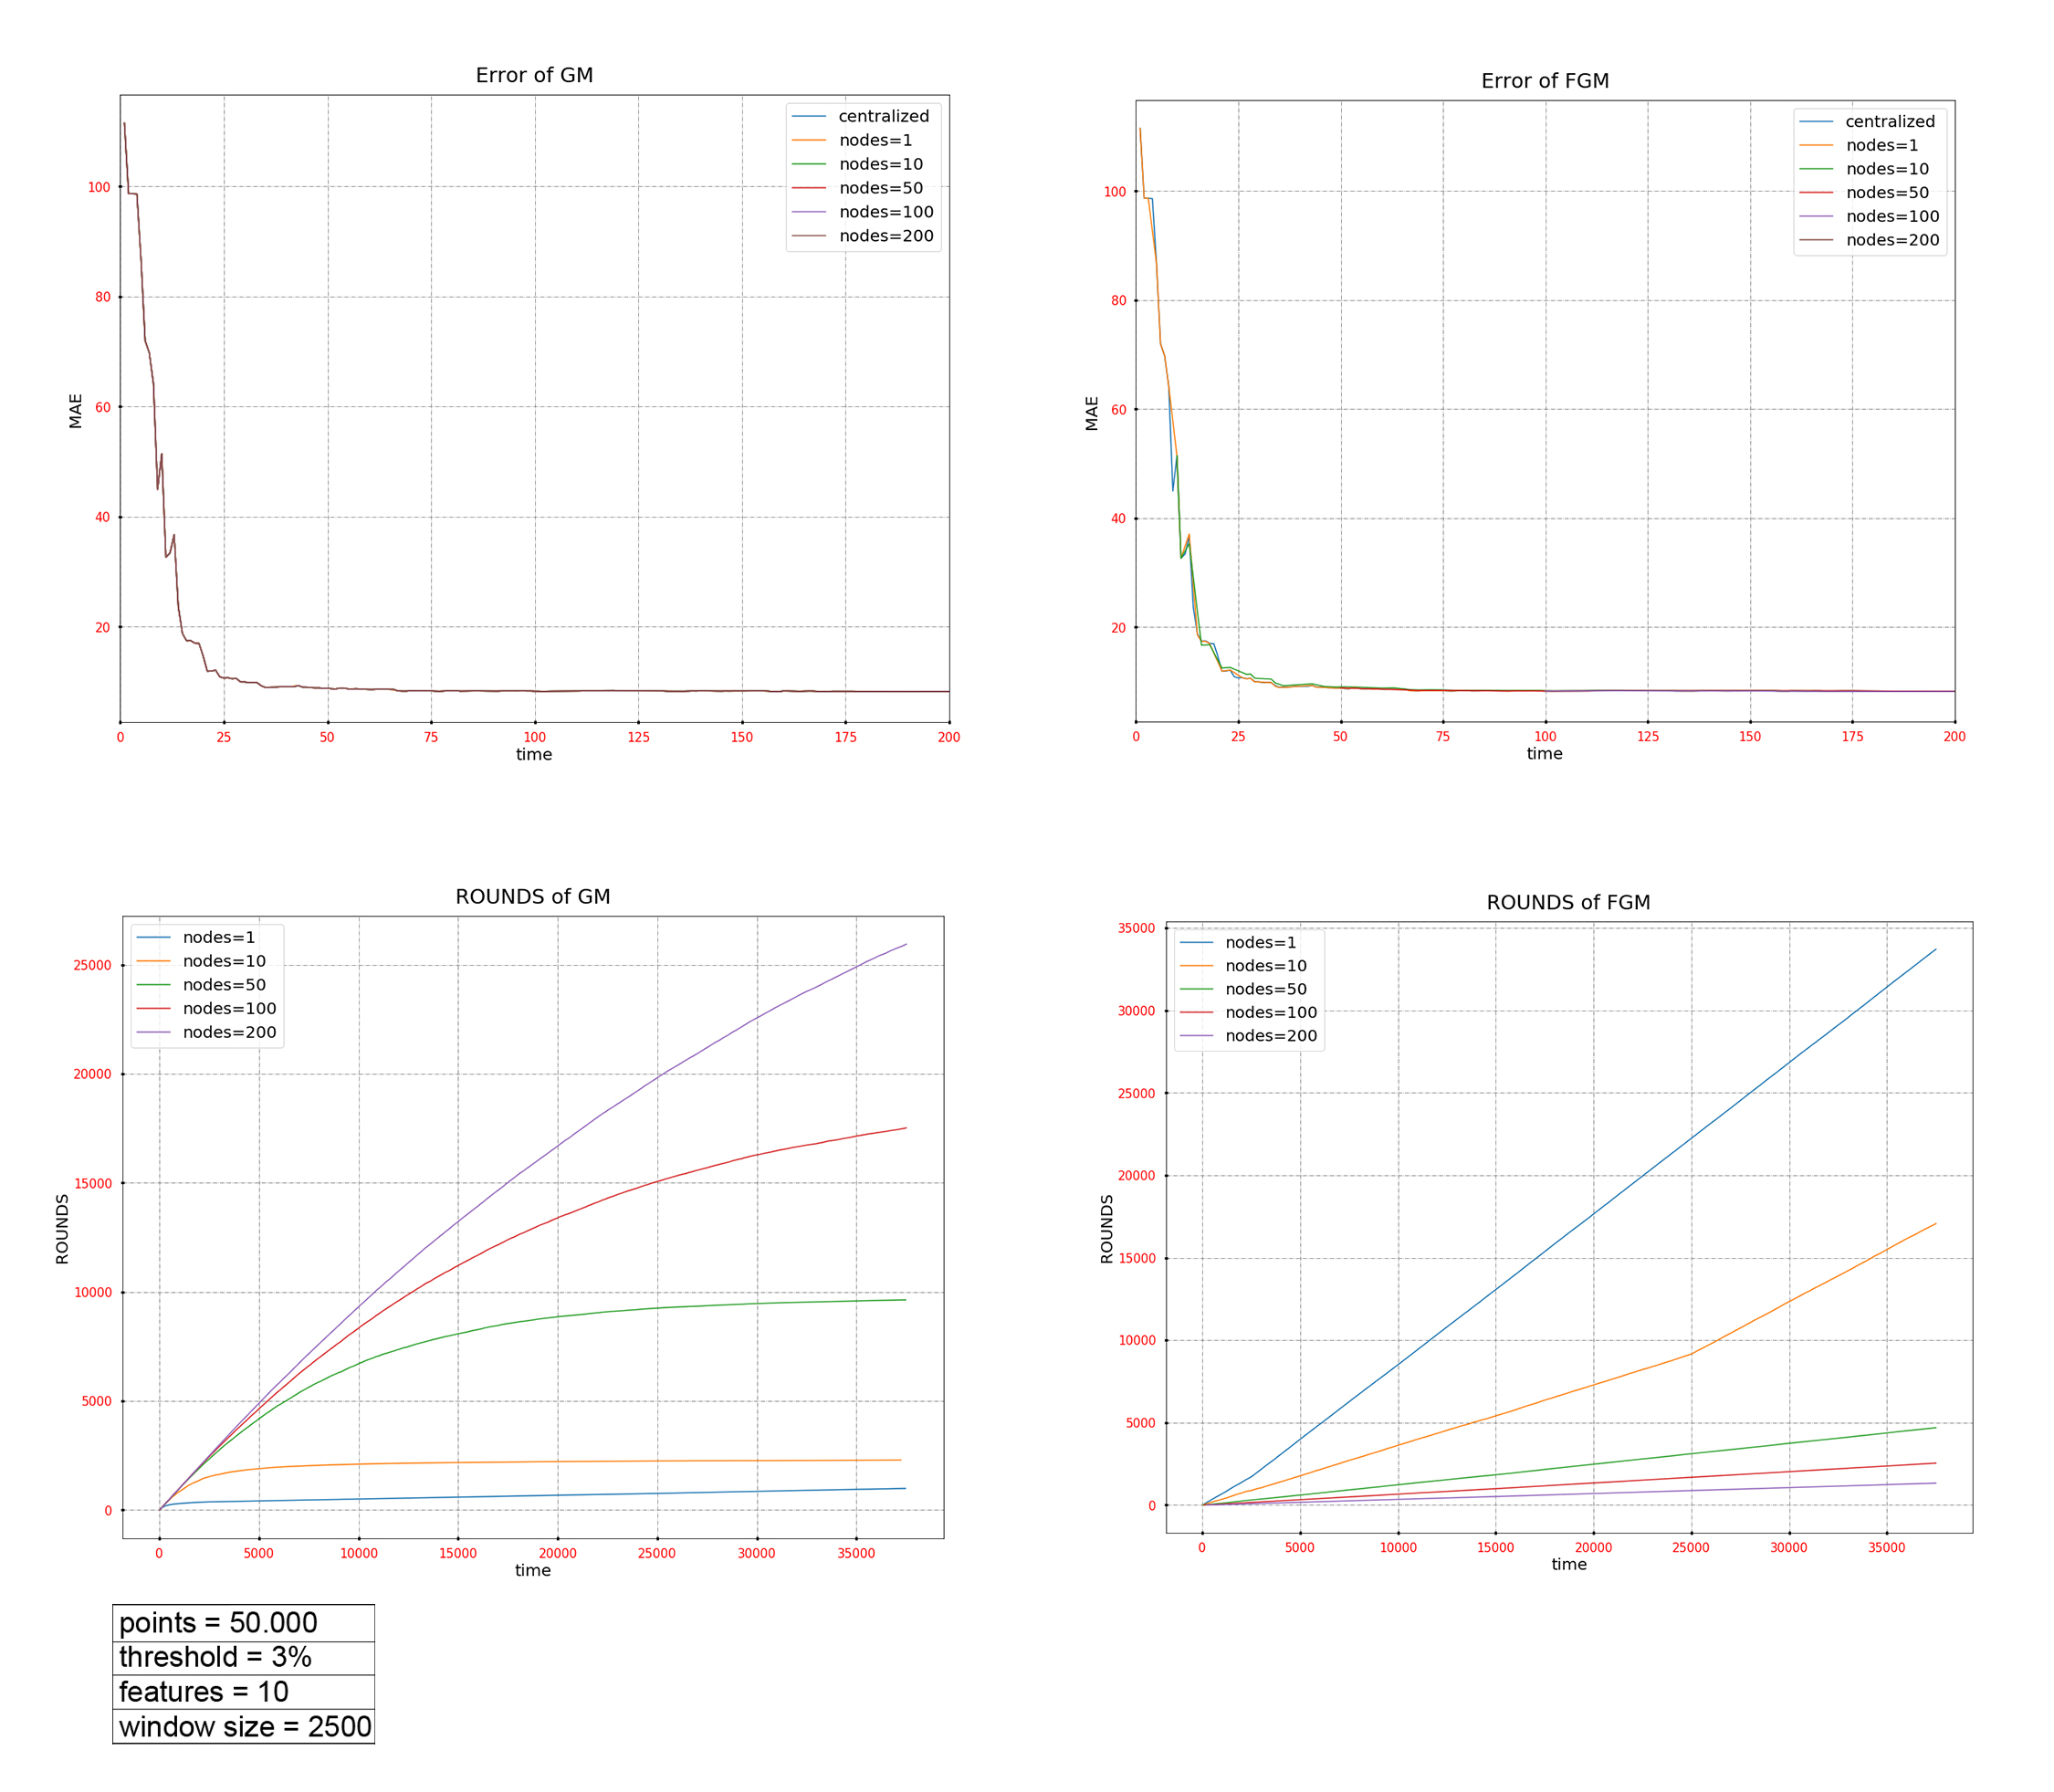 Error of GM
centralized
nodes=1
nodes=10
nodes=50
nodes=100
nodes=200
100
80
60
40
20
MAE
0 25 50 75 100 125 150 175 200
time
Error of FGM
centralized
nodes=1
nodes=10
nodes=50
nodes=100
nodes=200
100
80
60
40
20
MAE
0 25 50 75 100 125 150 175 200
time
ROUNDS of GM
nodes=1
nodes=10
nodes=50
nodes=100
nodes=200
25000
20000
15000
10000
5000
0
ROUNDS
0 5000 10000 15000 20000 25000 30000 35000
time
ROUNDS of FGM
nodes=1
nodes=10
nodes=50
nodes=100
nodes=200
35000
30000
25000
20000
15000
10000
5000
0
ROUNDS
0 5000 10000 15000 20000 25000 30000 35000
time
points = 50.000
threshold = 3%
features = 10
window size = 2500